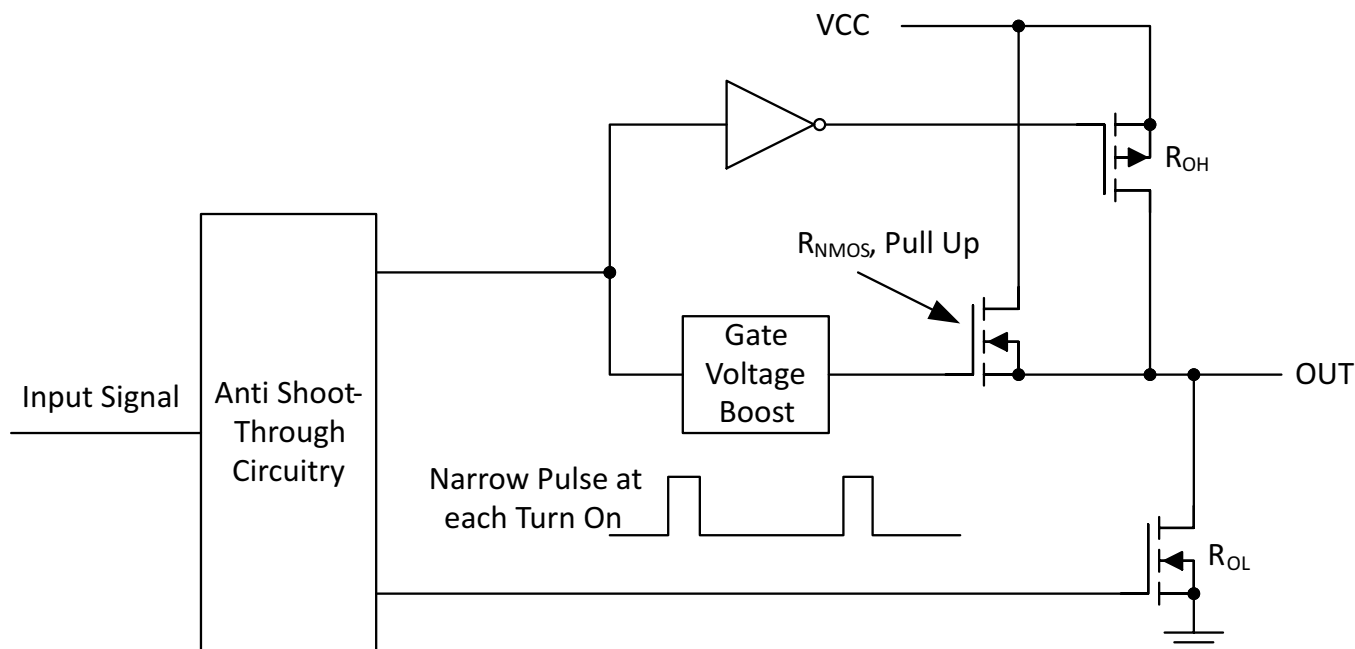 VCC
R_OH
R_NMOS, Pull Up
Gate
Voltage
Boost
OUT
Input Signal
Anti Shoot-
Through
Circuitry
Narrow Pulse at
each Turn On
R_OL